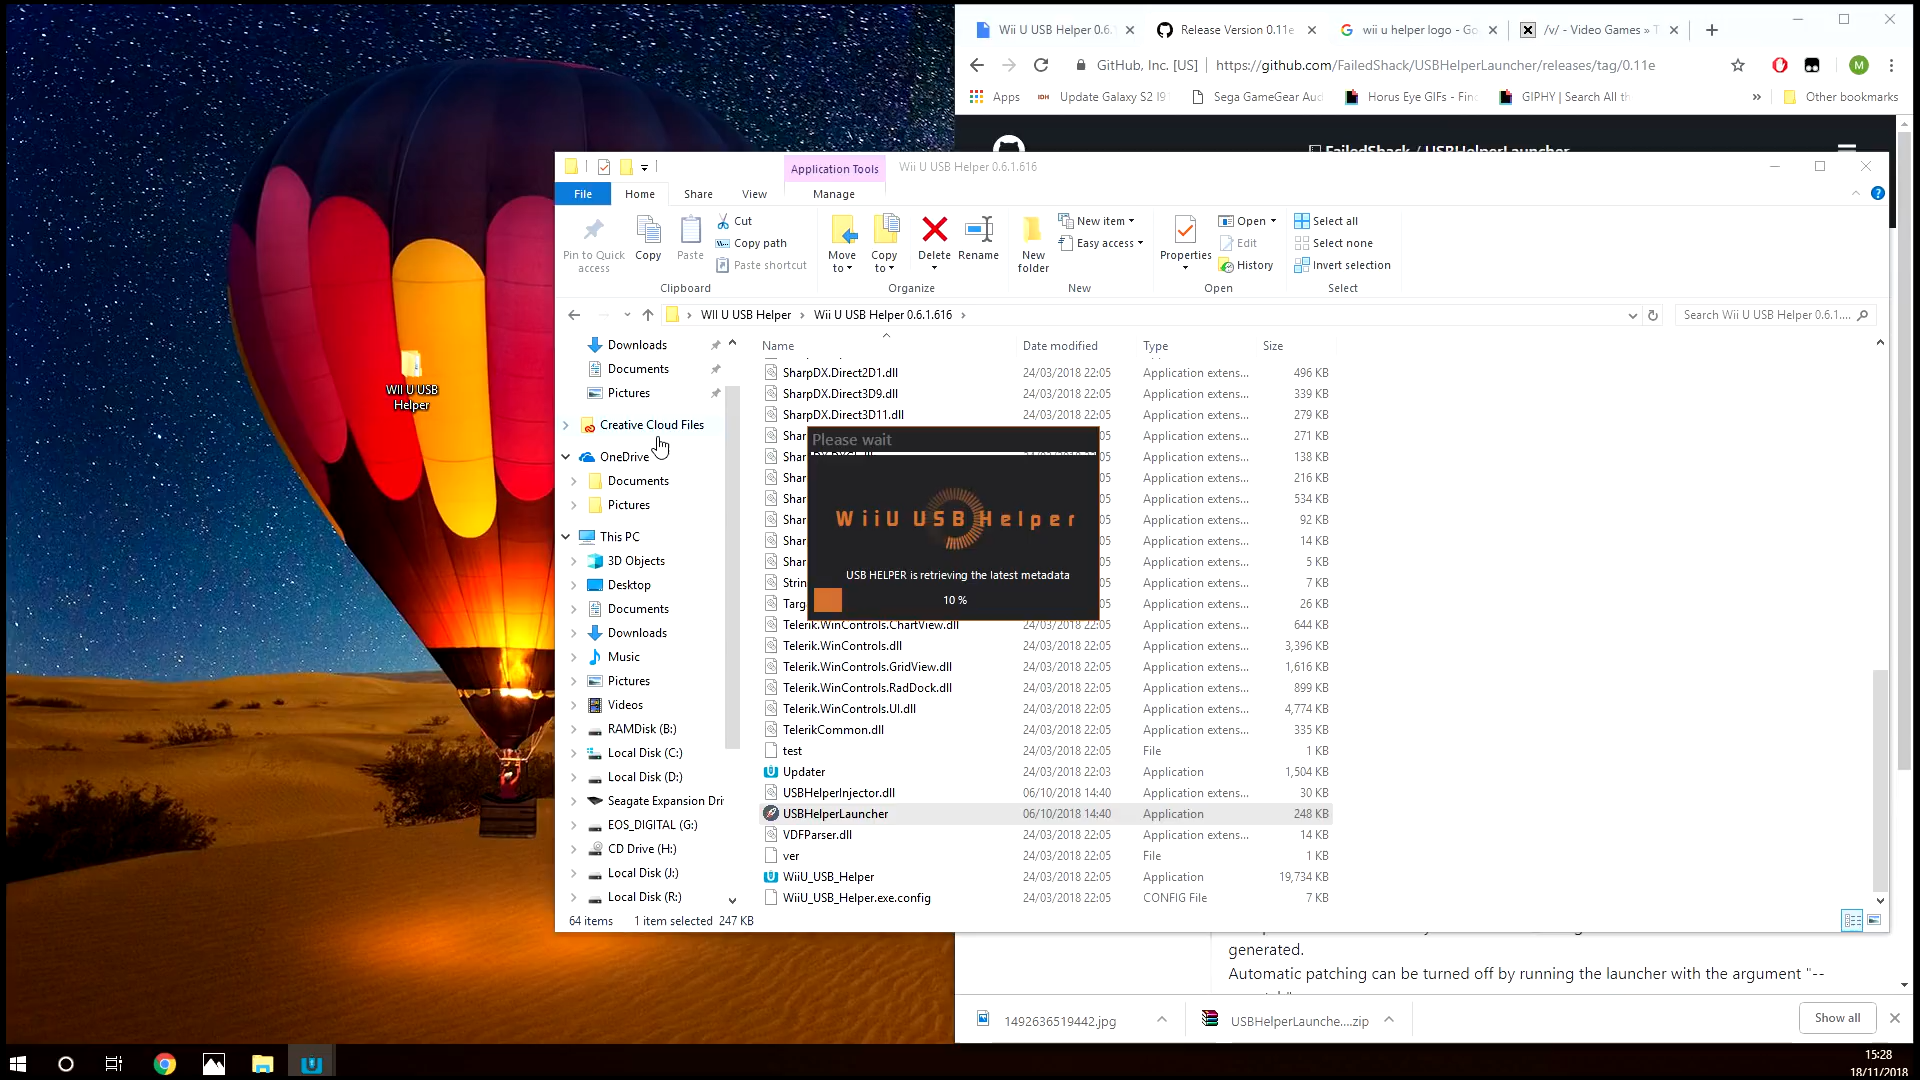 WII U USB
Helper
Wii U USB Helper 0.6.
Release Version 0.11e
wii u helper logo - Go
/v/ - Video Games » T
GitHub, Inc. [US]
https://github.com/FailedShack/USBHelperLauncher/releases/tag/0.11e
M
Apps
Update Galaxy S2 I9
Sega GameGear Au
Horus Eye GIFs - Fin
GIPHY | Search All th
»
Other bookmarks
FailedShack / USBHelperLauncher
Application Tools
Wii U USB Helper 0.6.1.616
File
Home
Share
View
Manage
Pin to Quick
access
Copy
Paste
Cut
Copy path
Paste shortcut
Clipboard
Move
to
Copy
to
Delete
Rename
Organize
New
folder
New item
Easy access
New
Properties
Open
Edit
History
Open
Select all
Select none
Invert selection
Select
WII U USB Helper
Wii U USB Helper 0.6.1.616
Search Wii U USB Helper 0.6.1....
Downloads
Documents
Pictures
Creative Cloud Files
OneDrive
Documents
Pictures
This PC
3D Objects
Desktop
Documents
Downloads
Music
Pictures
Videos
RAMDisk (B:)
Local Disk (C:)
Local Disk (D:)
Seagate Expansion Dri
EOS_DIGITAL (G:)
CD Drive (H:)
Local Disk (J:)
Local Disk (R:)
Name Date modified Type Size
SharpDX.Direct2D1.dll 24/03/2018 22:05 Application extens... 496 KB
SharpDX.Direct3D9.dll 24/03/2018 22:05 Application extens... 339 KB
SharpDX.Direct3D11.dll 24/03/2018 22:05 Application extens... 279 KB
Shar 05 Application extens... 271 KB
Shar 05 Application extens... 138 KB
Shar 05 Application extens... 216 KB
Shar 05 Application extens... 534 KB
Shar 05 Application extens... 92 KB
Shar 05 Application extens... 14 KB
Shar 05 Application extens... 5 KB
Strin 05 Application extens... 7 KB
Targ 05 Application extens... 26 KB
Telerik.WinControls.ChartView.dll 24/03/2018 22:05 Application extens... 644 KB
Telerik.WinControls.dll 24/03/2018 22:05 Application extens... 3,396 KB
Telerik.WinControls.GridView.dll 24/03/2018 22:05 Application extens... 1,616 KB
Telerik.WinControls.RadDock.dll 24/03/2018 22:05 Application extens... 899 KB
Telerik.WinControls.UI.dll 24/03/2018 22:05 Application extens... 4,774 KB
TelerikCommon.dll 24/03/2018 22:05 Application extens... 335 KB
test 24/03/2018 22:05 File 1 KB
Updater 24/03/2018 22:03 Application 1,504 KB
USBHelperInjector.dll 06/10/2018 14:40 Application extens... 30 KB
USBHelperLauncher 06/10/2018 14:40 Application 248 KB
VDFParser.dll 24/03/2018 22:05 Application extens... 14 KB
ver 24/03/2018 22:05 File 1 KB
WiiU_USB_Helper 24/03/2018 22:05 Application 19,734 KB
WiiU_USB_Helper.exe.config 24/03/2018 22:05 CONFIG File 7 KB
Please wait
WiiU USB Helper
USB HELPER is retrieving the latest metadata
10 %
64 items 1 item selected 247 KB
generated.
Automatic patching can be turned off by running the launcher with the argument "--
1492636519442.jpg
USBHelperLaunche....zip
Show all
15:28
18/11/2018